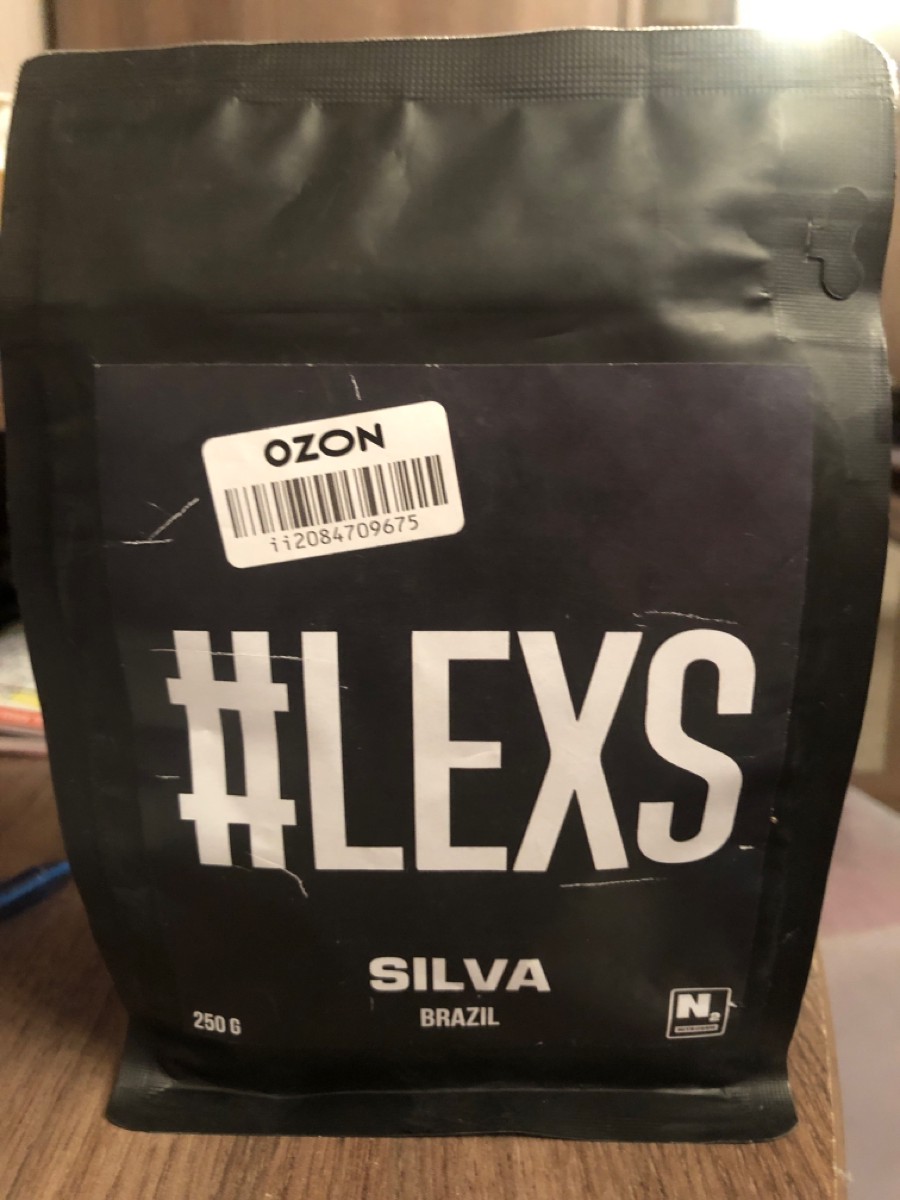 OZON
ii2084709675
#LEXS
SILVA
BRAZIL
250 G
N₂